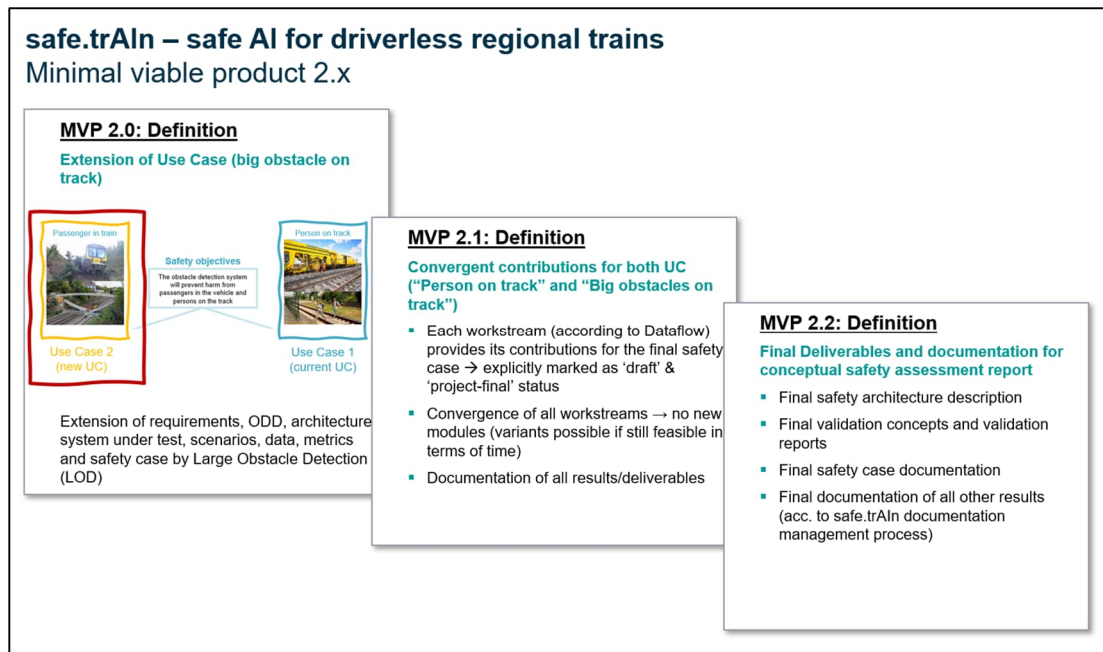 safe.trAIn – safe AI for driverless regional trains
Minimal viable product 2.x
MVP 2.0: Definition
Extension of Use Case (big obstacle on
track)
Passenger in train
Safety objectives
The obstacle detection system
will prevent harm from
passengers in the vehicle and
persons on the track
Person on track
Use Case 2
(new UC)
Use Case 1
(current UC)
Extension of requirements, ODD, architecture
system under test, scenarios, data, metrics
and safety case by Large Obstacle Detection
(LOD)
MVP 2.1: Definition
Convergent contributions for both UC
(“Person on track” and “Big obstacles on
track”)
▪ Each workstream (according to Dataflow)
provides its contributions for the final safety
case → explicitly marked as ‘draft’ &
‘project-final’ status
▪ Convergence of all workstreams → no new
modules (variants possible if still feasible in
terms of time)
▪ Documentation of all results/deliverables
MVP 2.2: Definition
Final Deliverables and documentation for
conceptual safety assessment report
▪ Final safety architecture description
▪ Final validation concepts and validation
reports
▪ Final safety case documentation
▪ Final documentation of all other results
(acc. to safe.trAIn documentation
management process)